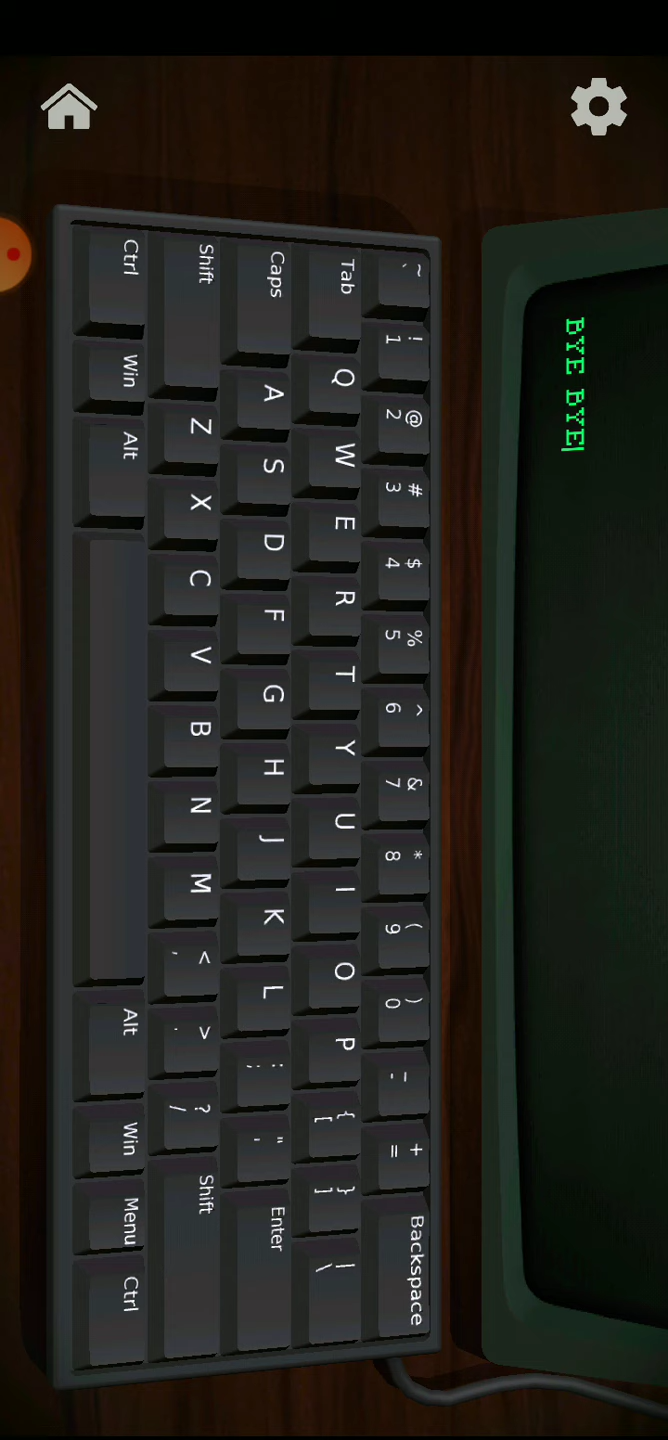 BYE BYE
~ ! @ # $ % ^ & * ( ) _ +
` 1 2 3 4 5 6 7 8 9 0 - = Backspace
Tab Q W E R T Y U I O P { } |
[ ] \
Caps A S D F G H J K L : " Enter
; '
Shift Z X C V B N M < > ? Shift
, . /
Ctrl Win Alt Alt Win Menu Ctrl